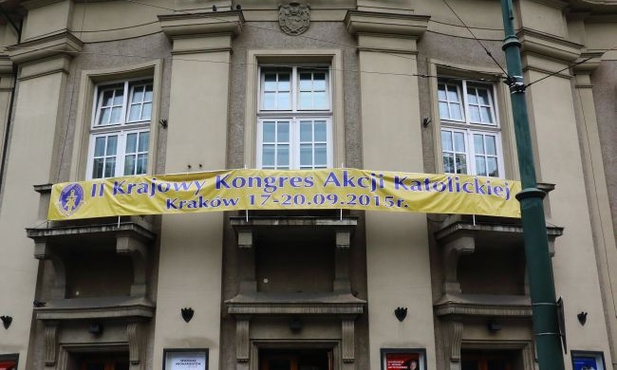 II Krajowy Kongres Akcji Katolickiej
Kraków 17-20.09.2015r.